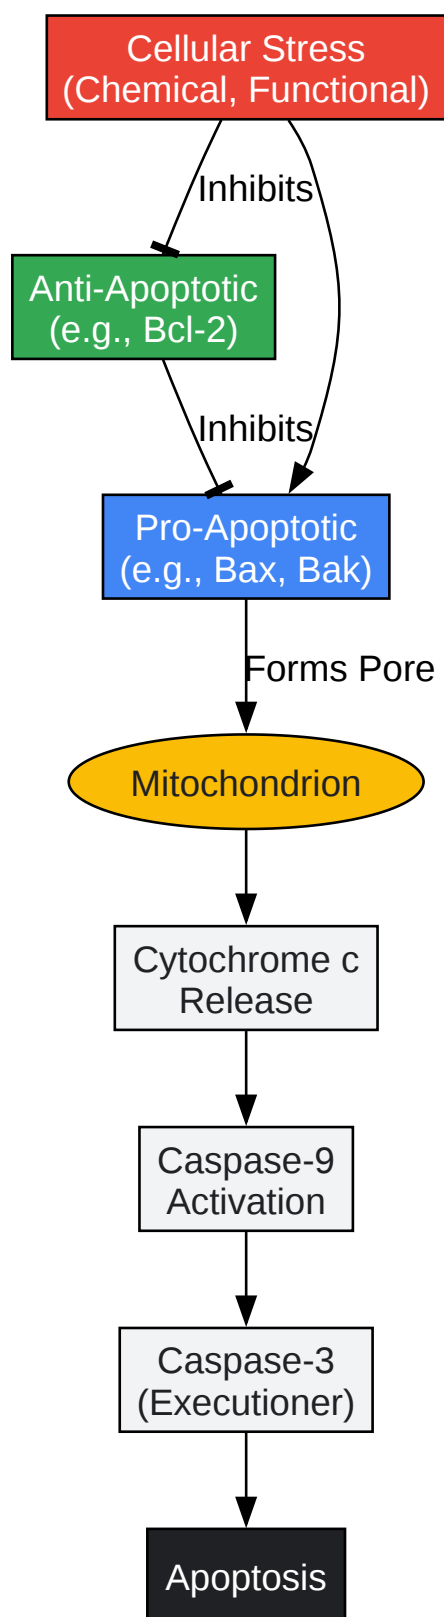 Cellular Stress
(Chemical, Functional)
Inhibits
Anti-Apoptotic
(e.g., Bcl-2)
Inhibits
Pro-Apoptotic
(e.g., Bax, Bak)
Forms Pore
Mitochondrion
Cytochrome c
Release
Caspase-9
Activation
Caspase-3
(Executioner)
Apoptosis